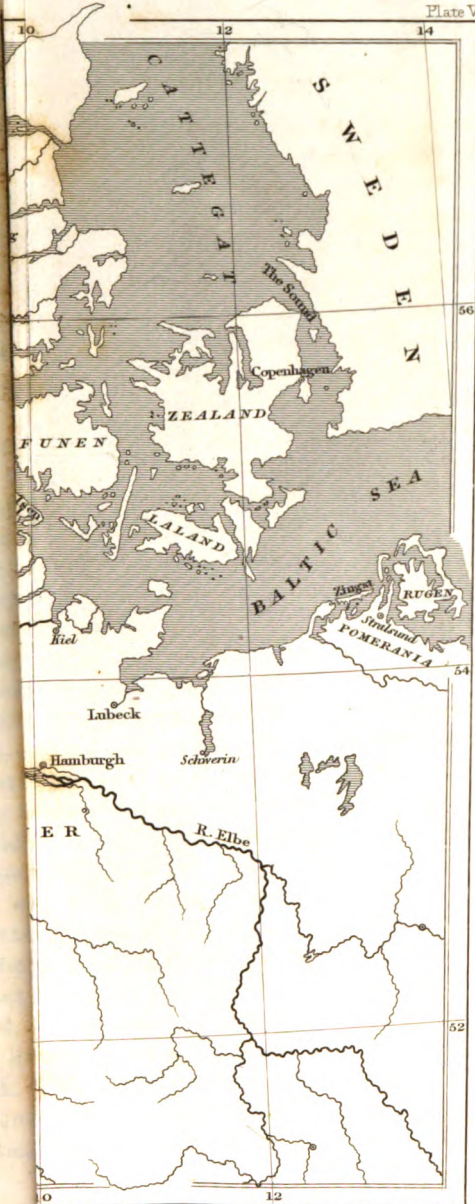 Plate V
10
12
14
CATTEGAT
SWEDEN
The Sound
56
Copenhagen
ZEALAND
FUNEN
LALAND
BALTIC SEA
Zingst
RUGEN
Stralsund
POMERANIA
Kiel
54
Lubeck
Schwerin
Hamburgh
ER
R. Elbe
52
10
12